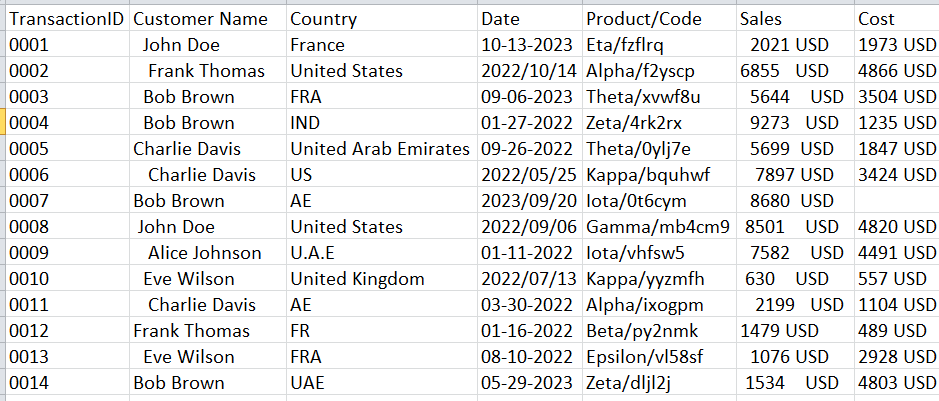 TransactionID Customer Name Country Date Product/Code Sales Cost
0001 John Doe France 10-13-2023 Eta/fzflrq 2021 USD 1973 USD
0002 Frank Thomas United States 2022/10/14 Alpha/f2yscp 6855 USD 4866 USD
0003 Bob Brown FRA 09-06-2023 Theta/xvwf8u 5644 USD 3504 USD
0004 Bob Brown IND 01-27-2022 Zeta/4rk2rx 9273 USD 1235 USD
0005 Charlie Davis United Arab Emirates 09-26-2022 Theta/0ylj7e 5699 USD 1847 USD
0006 Charlie Davis US 2022/05/25 Kappa/bquhwf 7897 USD 3424 USD
0007 Bob Brown AE 2023/09/20 Iota/0t6cym 8680 USD
0008 John Doe United States 2022/09/06 Gamma/mb4cm9 8501 USD 4820 USD
0009 Alice Johnson U.A.E 01-11-2022 Iota/vhfsw5 7582 USD 4491 USD
0010 Eve Wilson United Kingdom 2022/07/13 Kappa/yyzmfh 630 USD 557 USD
0011 Charlie Davis AE 03-30-2022 Alpha/ixogpm 2199 USD 1104 USD
0012 Frank Thomas FR 01-16-2022 Beta/py2nmk 1479 USD 489 USD
0013 Eve Wilson FRA 08-10-2022 Epsilon/vl58sf 1076 USD 2928 USD
0014 Bob Brown UAE 05-29-2023 Zeta/dljl2j 1534 USD 4803 USD